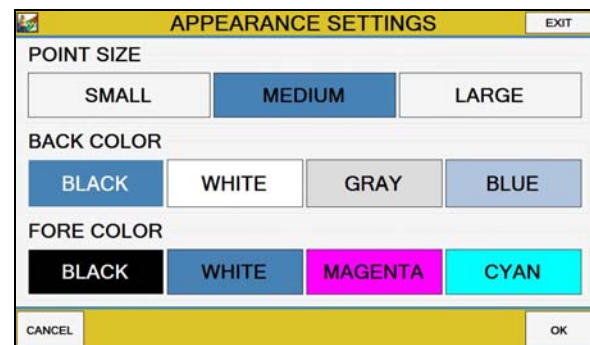 APPEARANCE SETTINGS EXIT
POINT SIZE
SMALL MEDIUM LARGE
BACK COLOR
BLACK WHITE GRAY BLUE
FORE COLOR
BLACK WHITE MAGENTA CYAN
CANCEL OK